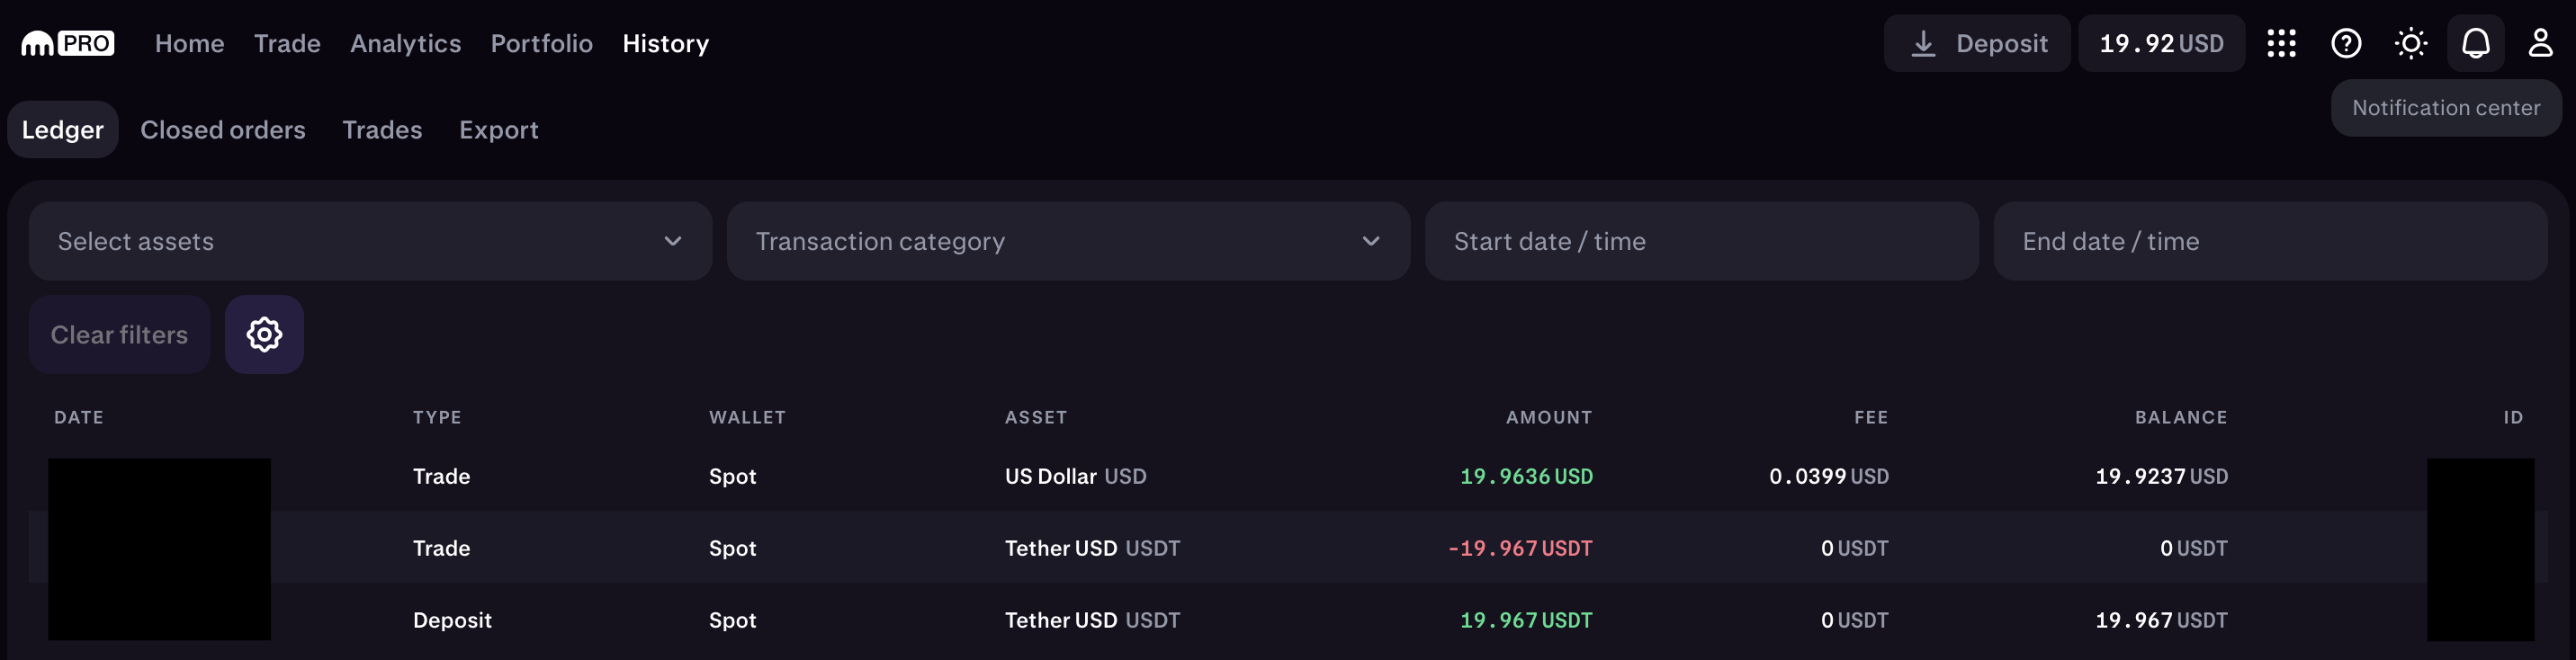 PRO Home Trade Analytics Portfolio History Deposit 19.92 USD
Notification center
Ledger Closed orders Trades Export
Select assets Transaction category Start date / time End date / time
Clear filters
DATE TYPE WALLET ASSET AMOUNT FEE BALANCE ID
Trade Spot US Dollar USD 19.9636 USD 0.0399 USD 19.9237 USD
Trade Spot Tether USD USDT -19.967 USDT 0 USDT 0 USDT
Deposit Spot Tether USD USDT 19.967 USDT 0 USDT 19.967 USDT